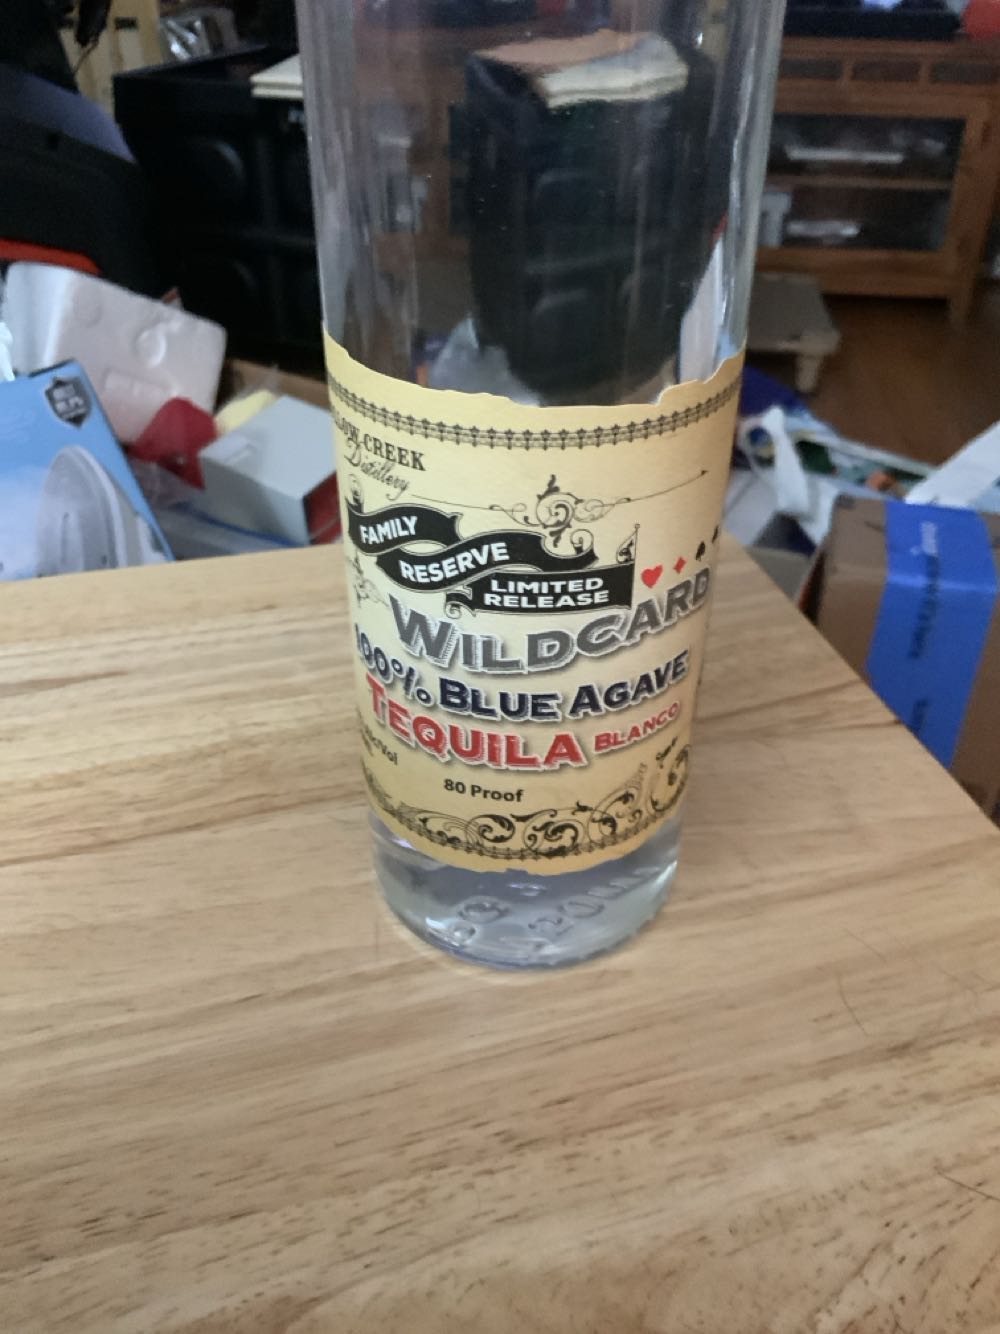 CREEK
Distillery
FAMILY
RESERVE
LIMITED
RELEASE
WILDCARD
100% BLUE AGAVE
TEQUILA BLANCO
80 Proof